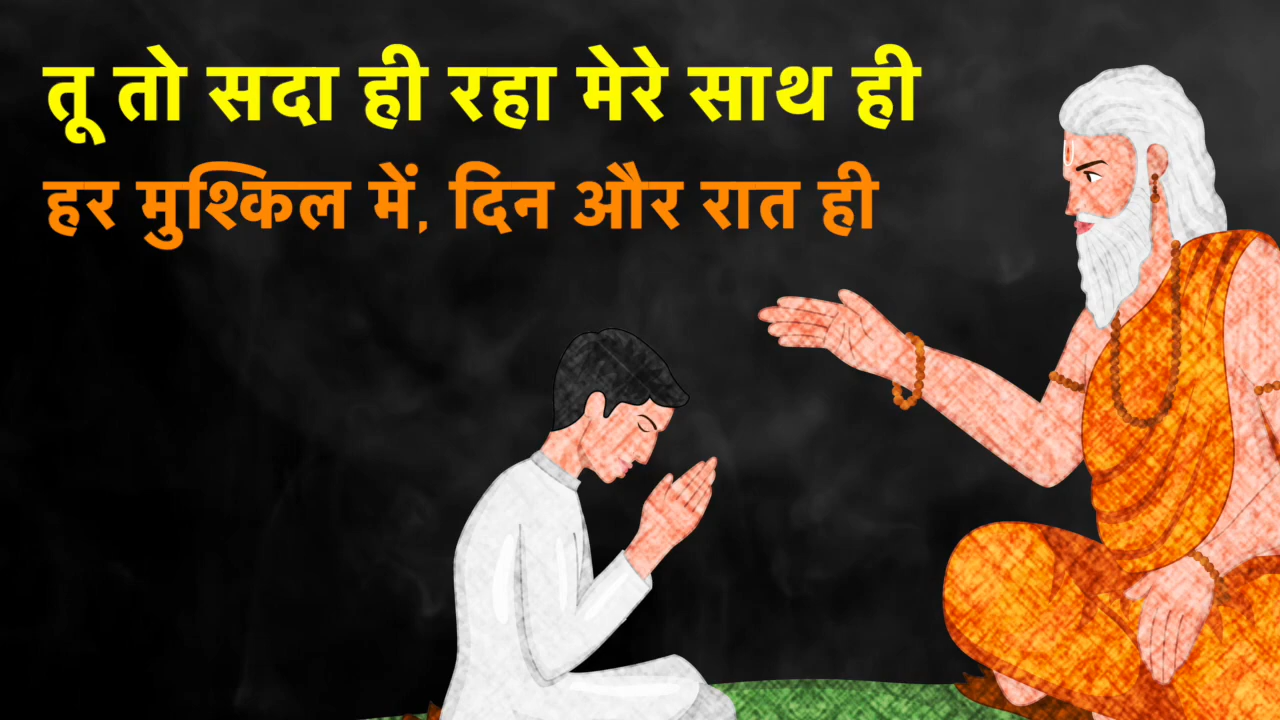 तू तो सदा ही रहा मेरे साथ ही
हर मुश्किल में, दिन और रात ही